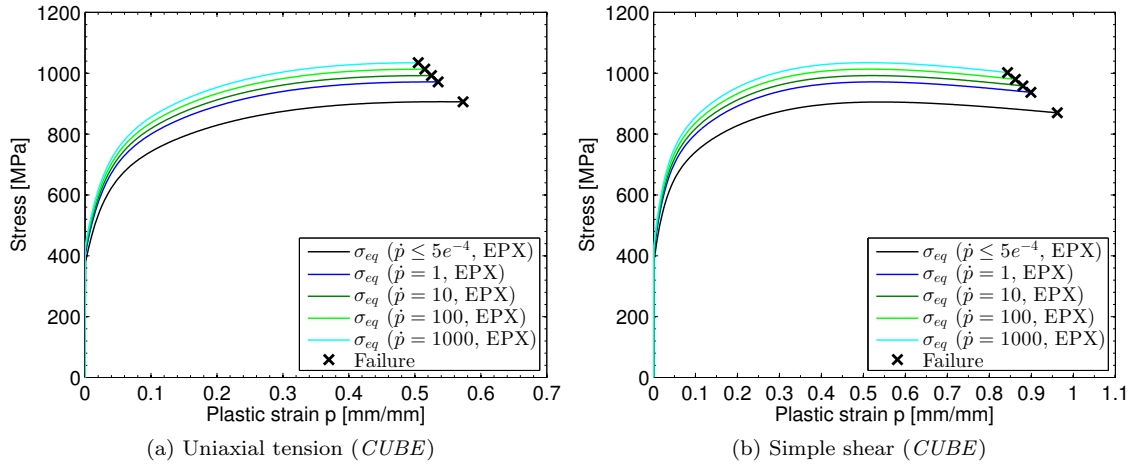 1200
1000
800
600
400
200
0
Stress [MPa]
σeq (ṗ ≤ 5e−4, EPX)
σeq (ṗ = 1, EPX)
σeq (ṗ = 10, EPX)
σeq (ṗ = 100, EPX)
σeq (ṗ = 1000, EPX)
Failure
0 0.1 0.2 0.3 0.4 0.5 0.6 0.7
Plastic strain p [mm/mm]
(a) Uniaxial tension (CUBE)
1200
1000
800
600
400
200
0
Stress [MPa]
σeq (ṗ ≤ 5e−4, EPX)
σeq (ṗ = 1, EPX)
σeq (ṗ = 10, EPX)
σeq (ṗ = 100, EPX)
σeq (ṗ = 1000, EPX)
Failure
0 0.1 0.2 0.3 0.4 0.5 0.6 0.7 0.8 0.9 1 1.1
Plastic strain p [mm/mm]
(b) Simple shear (CUBE)